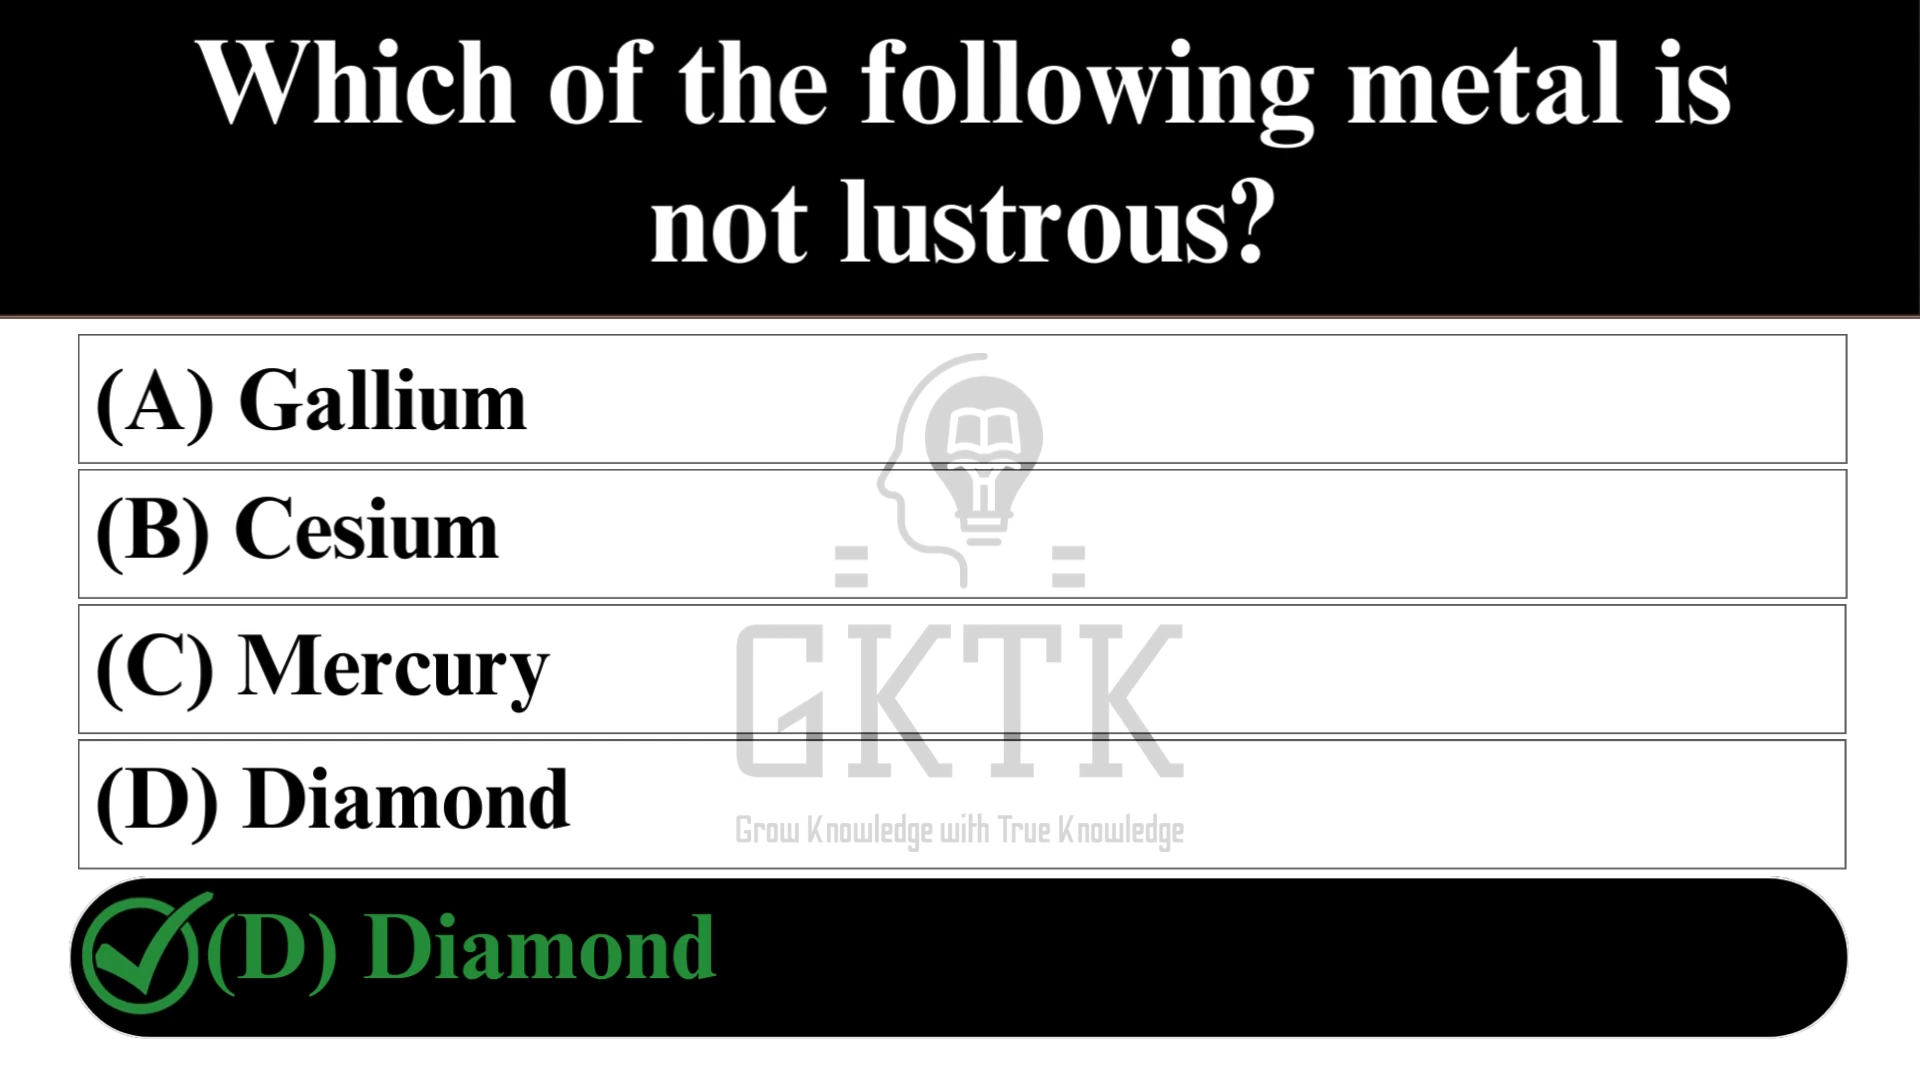 Which of the following metal is
not lustrous?
(A) Gallium
(B) Cesium
(C) Mercury
(D) Diamond
GKTK
Grow Knowledge with True Knowledge
(D) Diamond